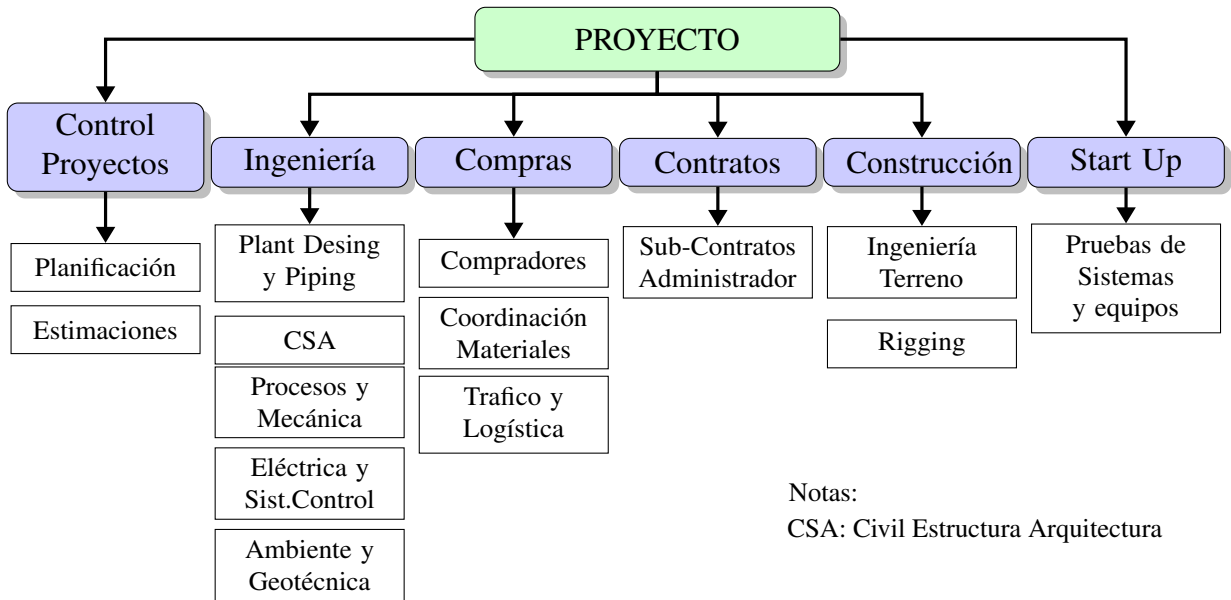 PROYECTO
Control
Proyectos
Ingeniería
Compras
Contratos
Construcción
Start Up
Planificación
Estimaciones
Plant Desing
y Piping
CSA
Procesos y
Mecánica
Eléctrica y
Sist.Control
Ambiente y
Geotécnica
Compradores
Coordinación
Materiales
Trafico y
Logística
Sub-Contratos
Administrador
Ingeniería
Terreno
Rigging
Pruebas de
Sistemas
y equipos
Notas:
CSA: Civil Estructura Arquitectura